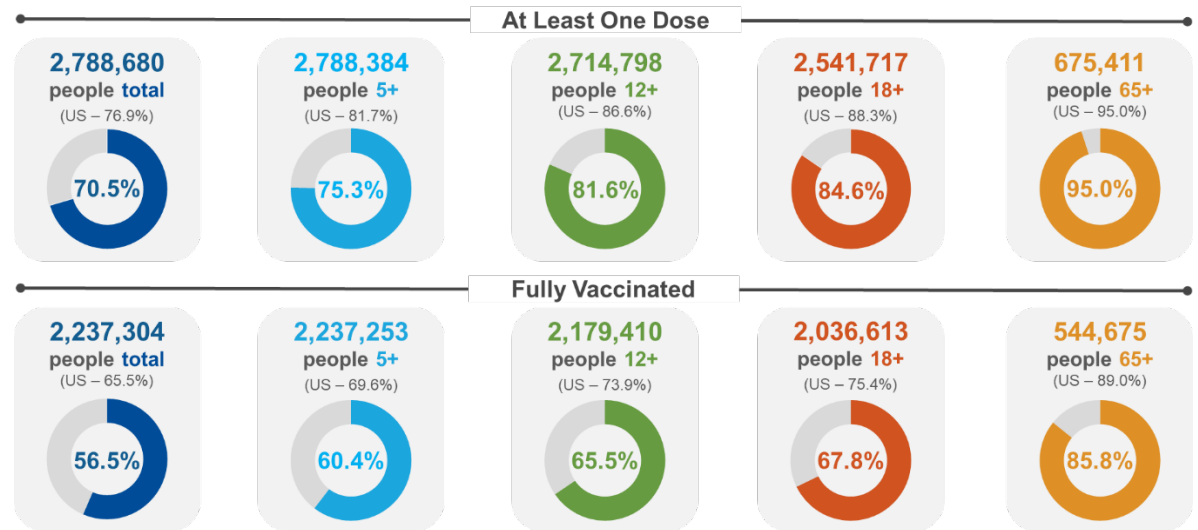 At Least One Dose
2,788,680
people total
(US – 76.9%)
70.5%
2,788,384
people 5+
(US – 81.7%)
75.3%
2,714,798
people 12+
(US – 86.6%)
81.6%
2,541,717
people 18+
(US – 88.3%)
84.6%
675,411
people 65+
(US – 95.0%)
95.0%
Fully Vaccinated
2,237,304
people total
(US – 65.5%)
56.5%
2,237,253
people 5+
(US – 69.6%)
60.4%
2,179,410
people 12+
(US – 73.9%)
65.5%
2,036,613
people 18+
(US – 75.4%)
67.8%
544,675
people 65+
(US – 89.0%)
85.8%